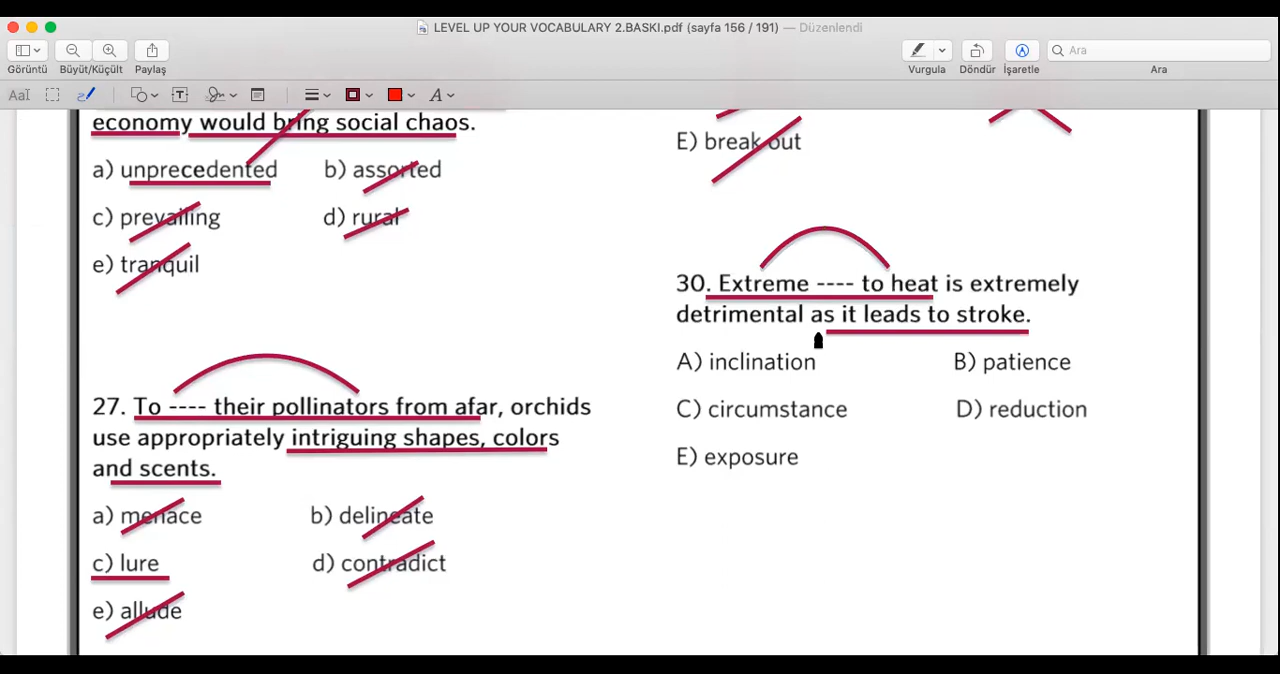 LEVEL UP YOUR VOCABULARY 2.BASKI.pdf (sayfa 156 / 191) — Düzenlendi
Ara
Görüntü Büyüt/Küçült Paylaş Vurgula Döndür İşaretle Ara
economy would bring social chaos.
a) unprecedented b) assorted
c) prevailing d) rural
e) tranquil
27. To ---- their pollinators from afar, orchids
use appropriately intriguing shapes, colors
and scents.
a) menace b) delineate
c) lure d) contradict
e) allude
E) break out
30. Extreme ---- to heat is extremely
detrimental as it leads to stroke.
A) inclination B) patience
C) circumstance D) reduction
E) exposure